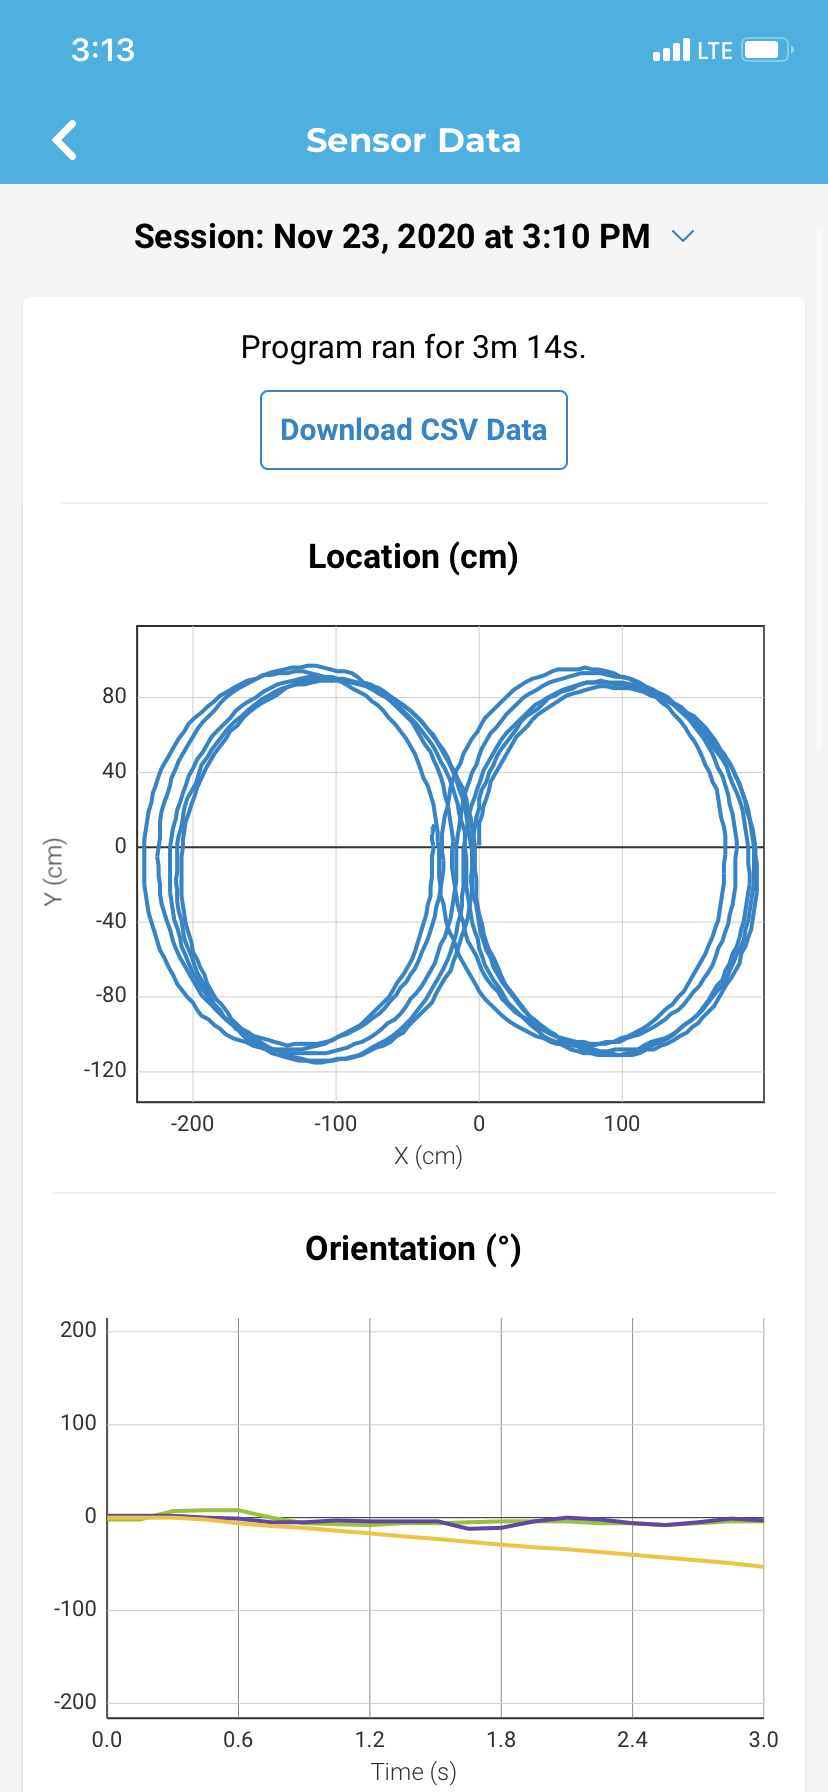 3:13
LTE
Sensor Data
Session: Nov 23, 2020 at 3:10 PM
Program ran for 3m 14s.
Download CSV Data
Location (cm)
80
40
0
-40
-80
-120
Y (cm)
-200 -100 0 100
X (cm)
Orientation (°)
200
100
0
-100
-200
0.0 0.6 1.2 1.8 2.4 3.0
Time (s)